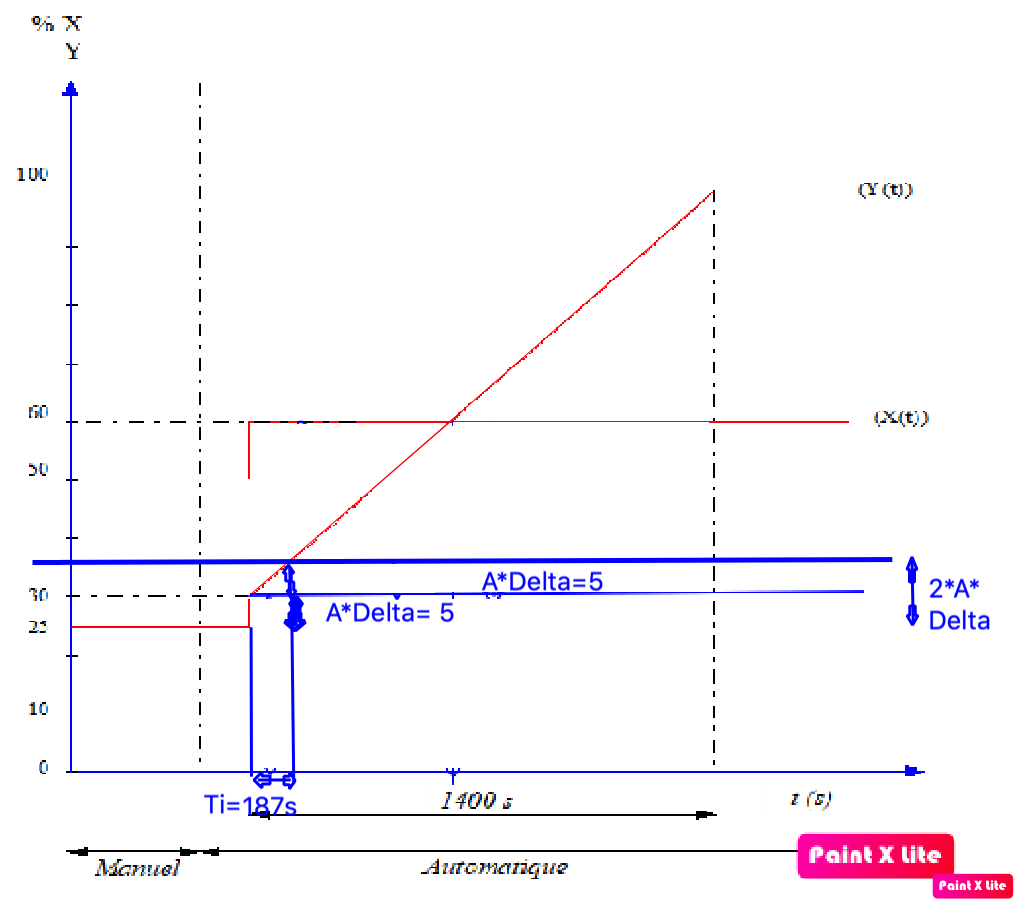 % X
Y
100
(Y(t))
60
(X(t))
50
A*Delta=5
2*A*
Delta
30
A*Delta= 5
25
10
0
Ti=187s
1400 s
t (s)
Manuel
Automatique
Paint X Lite
Paint X Lite